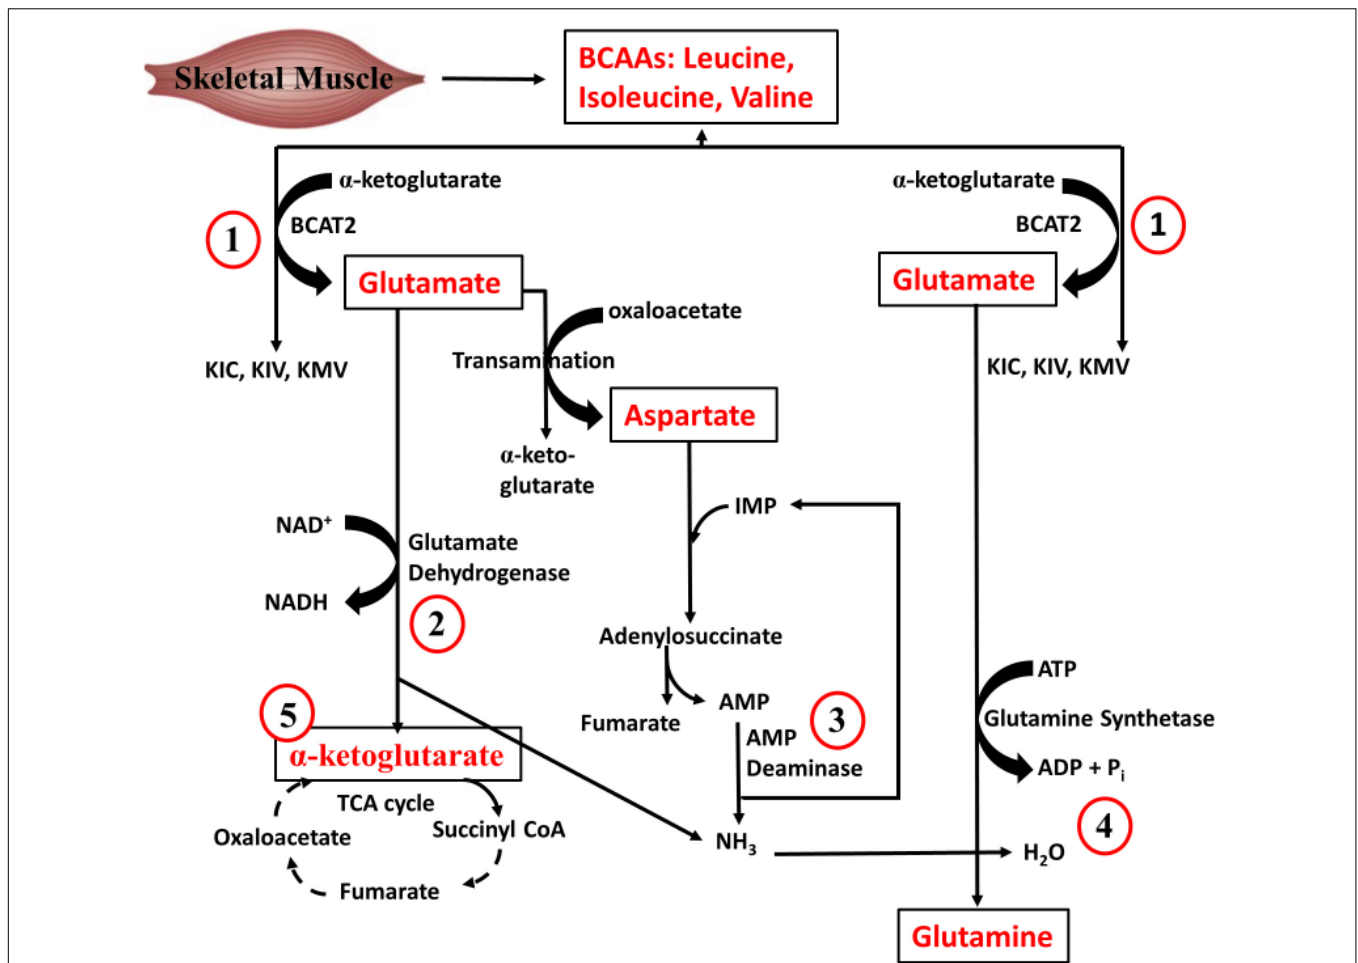 Skeletal Muscle
BCAAs: Leucine,
Isoleucine, Valine
α-ketoglutarate
BCAT2
1
Glutamate
KIC, KIV, KMV
oxaloacetate
Transamination
Aspartate
α-keto-
glutarate
α-ketoglutarate
BCAT2
1
Glutamate
KIC, KIV, KMV
NAD⁺
NADH
Glutamate
Dehydrogenase
2
IMP
Adenylosuccinate
Fumarate
AMP
3
AMP
Deaminase
NH₃
5
α-ketoglutarate
TCA cycle
Oxaloacetate
Succinyl CoA
Fumarate
ATP
Glutamine Synthetase
ADP + Pᵢ
4
H₂O
Glutamine